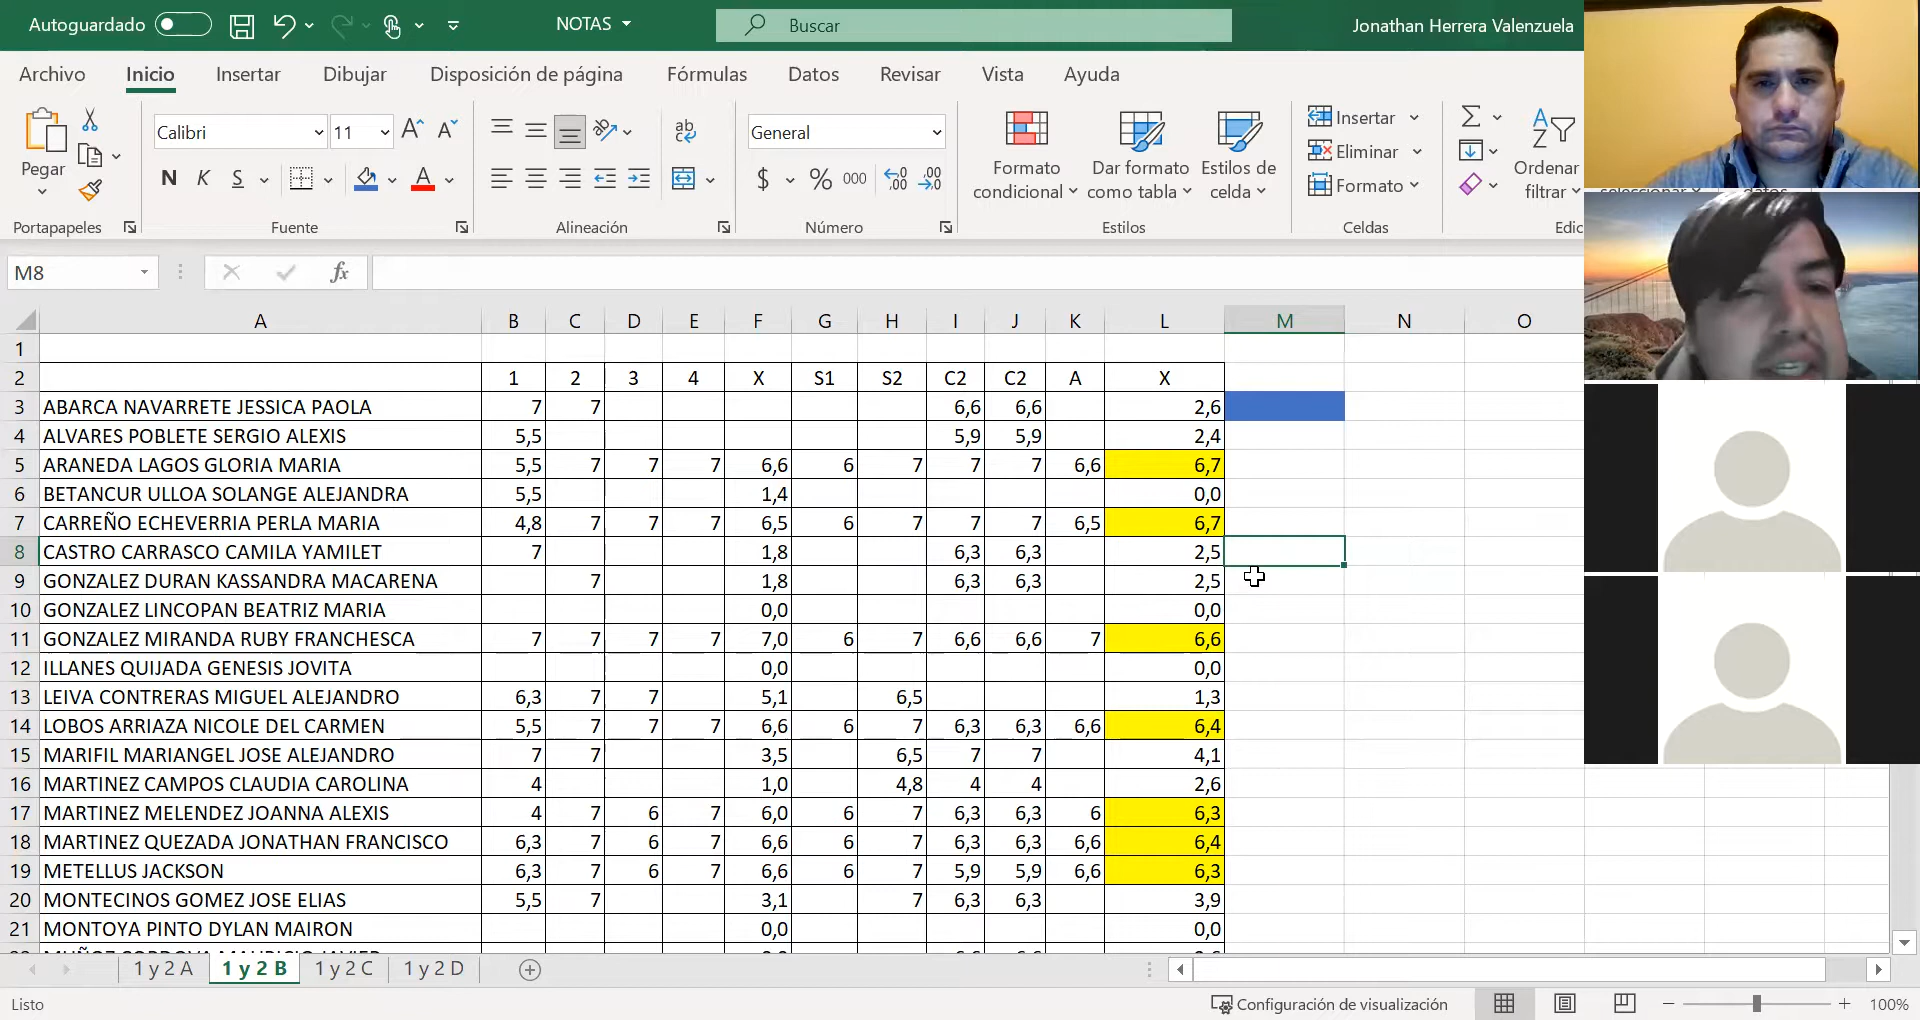 Autoguardado NOTAS Buscar Jonathan Herrera Valenzuela
Archivo Inicio Insertar Dibujar Disposición de página Fórmulas Datos Revisar Vista Ayuda
Pegar
Calibri 11
N K S
General
$ % 000
Formato condicional
Dar formato como tabla
Estilos de celda
Insertar
Eliminar
Formato
Ordenar filtrar
Portapapeles Fuente Alineación Número Estilos Celdas Edic
M8 fx
A B C D E F G H I J K L M N O
1
2 1 2 3 4 X S1 S2 C2 C2 A X
3 ABARCA NAVARRETE JESSICA PAOLA 7 7 6,6 6,6 2,6
4 ALVARES POBLETE SERGIO ALEXIS 5,5 5,9 5,9 2,4
5 ARANEDA LAGOS GLORIA MARIA 5,5 7 7 7 6,6 6 7 7 7 6,6 6,7
6 BETANCUR ULLOA SOLANGE ALEJANDRA 5,5 1,4 0,0
7 CARREÑO ECHEVERRIA PERLA MARIA 4,8 7 7 7 6,5 6 7 7 7 6,5 6,7
8 CASTRO CARRASCO CAMILA YAMILET 7 1,8 6,3 6,3 2,5
9 GONZALEZ DURAN KASSANDRA MACARENA 7 1,8 6,3 6,3 2,5
10 GONZALEZ LINCOPAN BEATRIZ MARIA 0,0 0,0
11 GONZALEZ MIRANDA RUBY FRANCHESCA 7 7 7 7 7,0 6 7 6,6 6,6 7 6,6
12 ILLANES QUIJADA GENESIS JOVITA 0,0 0,0
13 LEIVA CONTRERAS MIGUEL ALEJANDRO 6,3 7 7 5,1 6,5 1,3
14 LOBOS ARRIAZA NICOLE DEL CARMEN 5,5 7 7 7 6,6 6 7 6,3 6,3 6,6 6,4
15 MARIFIL MARIANGEL JOSE ALEJANDRO 7 7 3,5 6,5 7 7 4,1
16 MARTINEZ CAMPOS CLAUDIA CAROLINA 4 1,0 4,8 4 4 2,6
17 MARTINEZ MELENDEZ JOANNA ALEXIS 4 7 6 7 6,0 6 7 6,3 6,3 6 6,3
18 MARTINEZ QUEZADA JONATHAN FRANCISCO 6,3 7 6 7 6,6 6 7 6,3 6,3 6,6 6,4
19 METELLUS JACKSON 6,3 7 6 7 6,6 6 7 5,9 5,9 6,6 6,3
20 MONTECINOS GOMEZ JOSE ELIAS 5,5 7 3,1 7 6,3 6,3 3,9
21 MONTOYA PINTO DYLAN MAIRON 0,0 0,0
1 y 2 A 1 y 2 B 1 y 2 C 1 y 2 D
Listo Configuración de visualización 100%